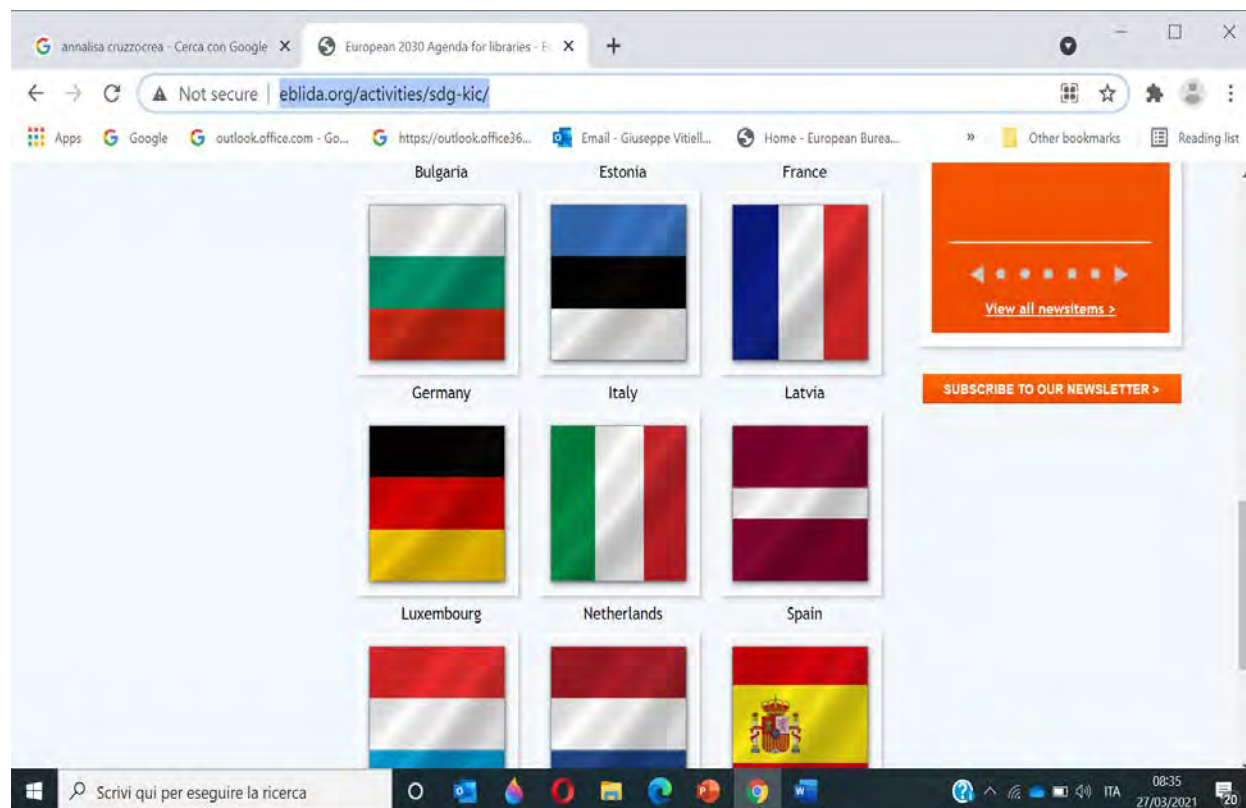 annalisa cruzzocrea - Cerca con Google
European 2030 Agenda for libraries - E
Not secure | eblida.org/activities/sdg-kic/
Apps Google outlook.office.com - Go... https://outlook.office36... Email - Giuseppe Vitiell... Home - European Burea... » Other bookmarks Reading list
Bulgaria Estonia France
View all newsitems >
Germany Italy Latvia
SUBSCRIBE TO OUR NEWSLETTER >
Luxembourg Netherlands Spain
Scrivi qui per eseguire la ricerca
ITA
08:35
27/03/2021
20